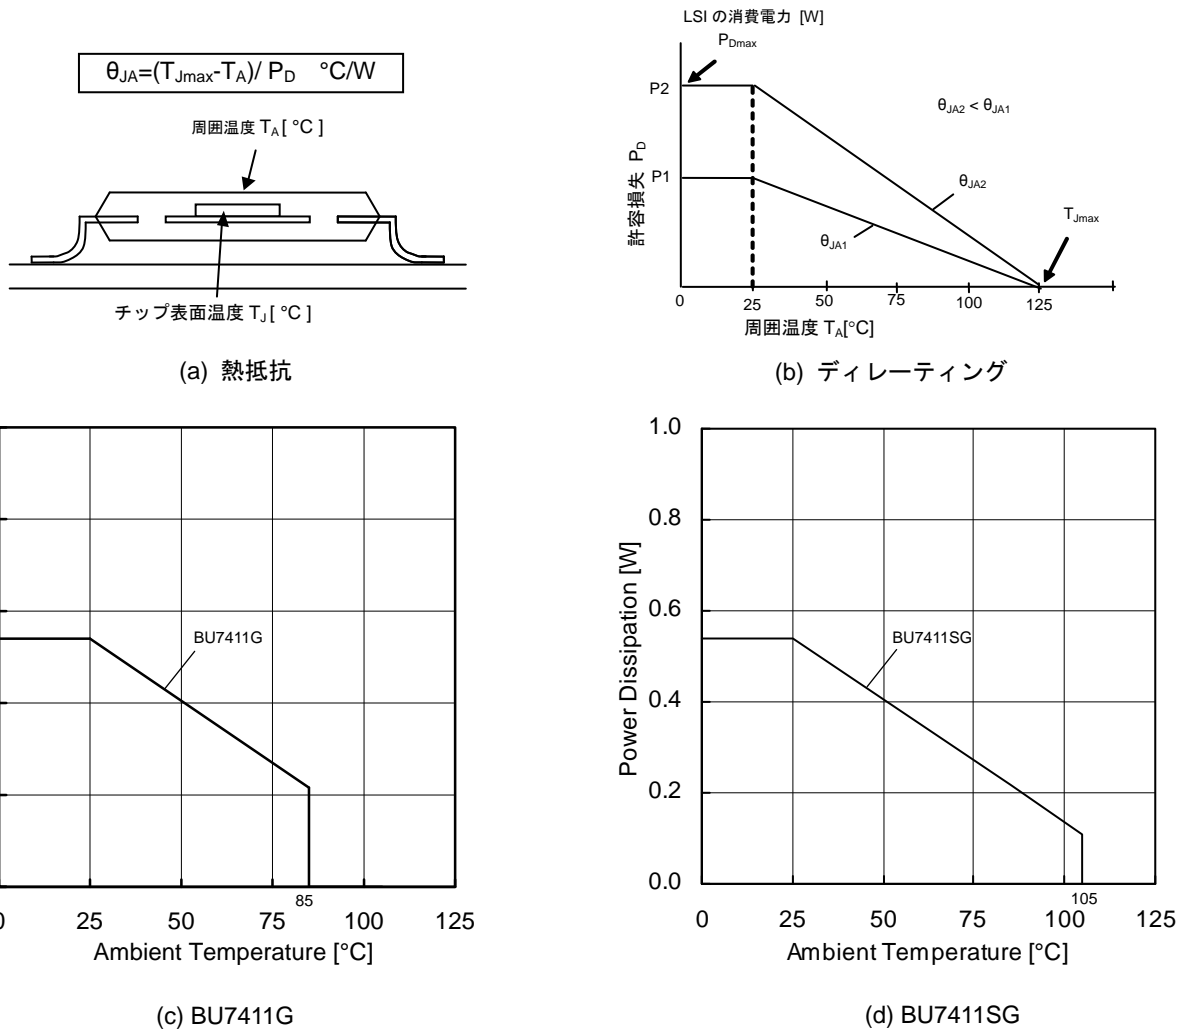 θJA=(TJmax-TA)/ PD °C/W
周囲温度 TA [ °C ]
チップ表面温度 TJ [ °C ]
(a) 熱抵抗
LSI の消費電力 [W]
PDmax
P2
P1
許容損失 PD
θJA2 < θJA1
θJA2
θJA1
TJmax
0 25 50 75 100 125
周囲温度 TA[°C]
(b) ディレーティング
BU7411G
85
0 25 50 75 100 125
Ambient Temperature [°C]
(c) BU7411G
1.0
0.8
0.6
0.4
0.2
0.0
Power Dissipation [W]
BU7411SG
105
0 25 50 75 100 125
Ambient Temperature [°C]
(d) BU7411SG